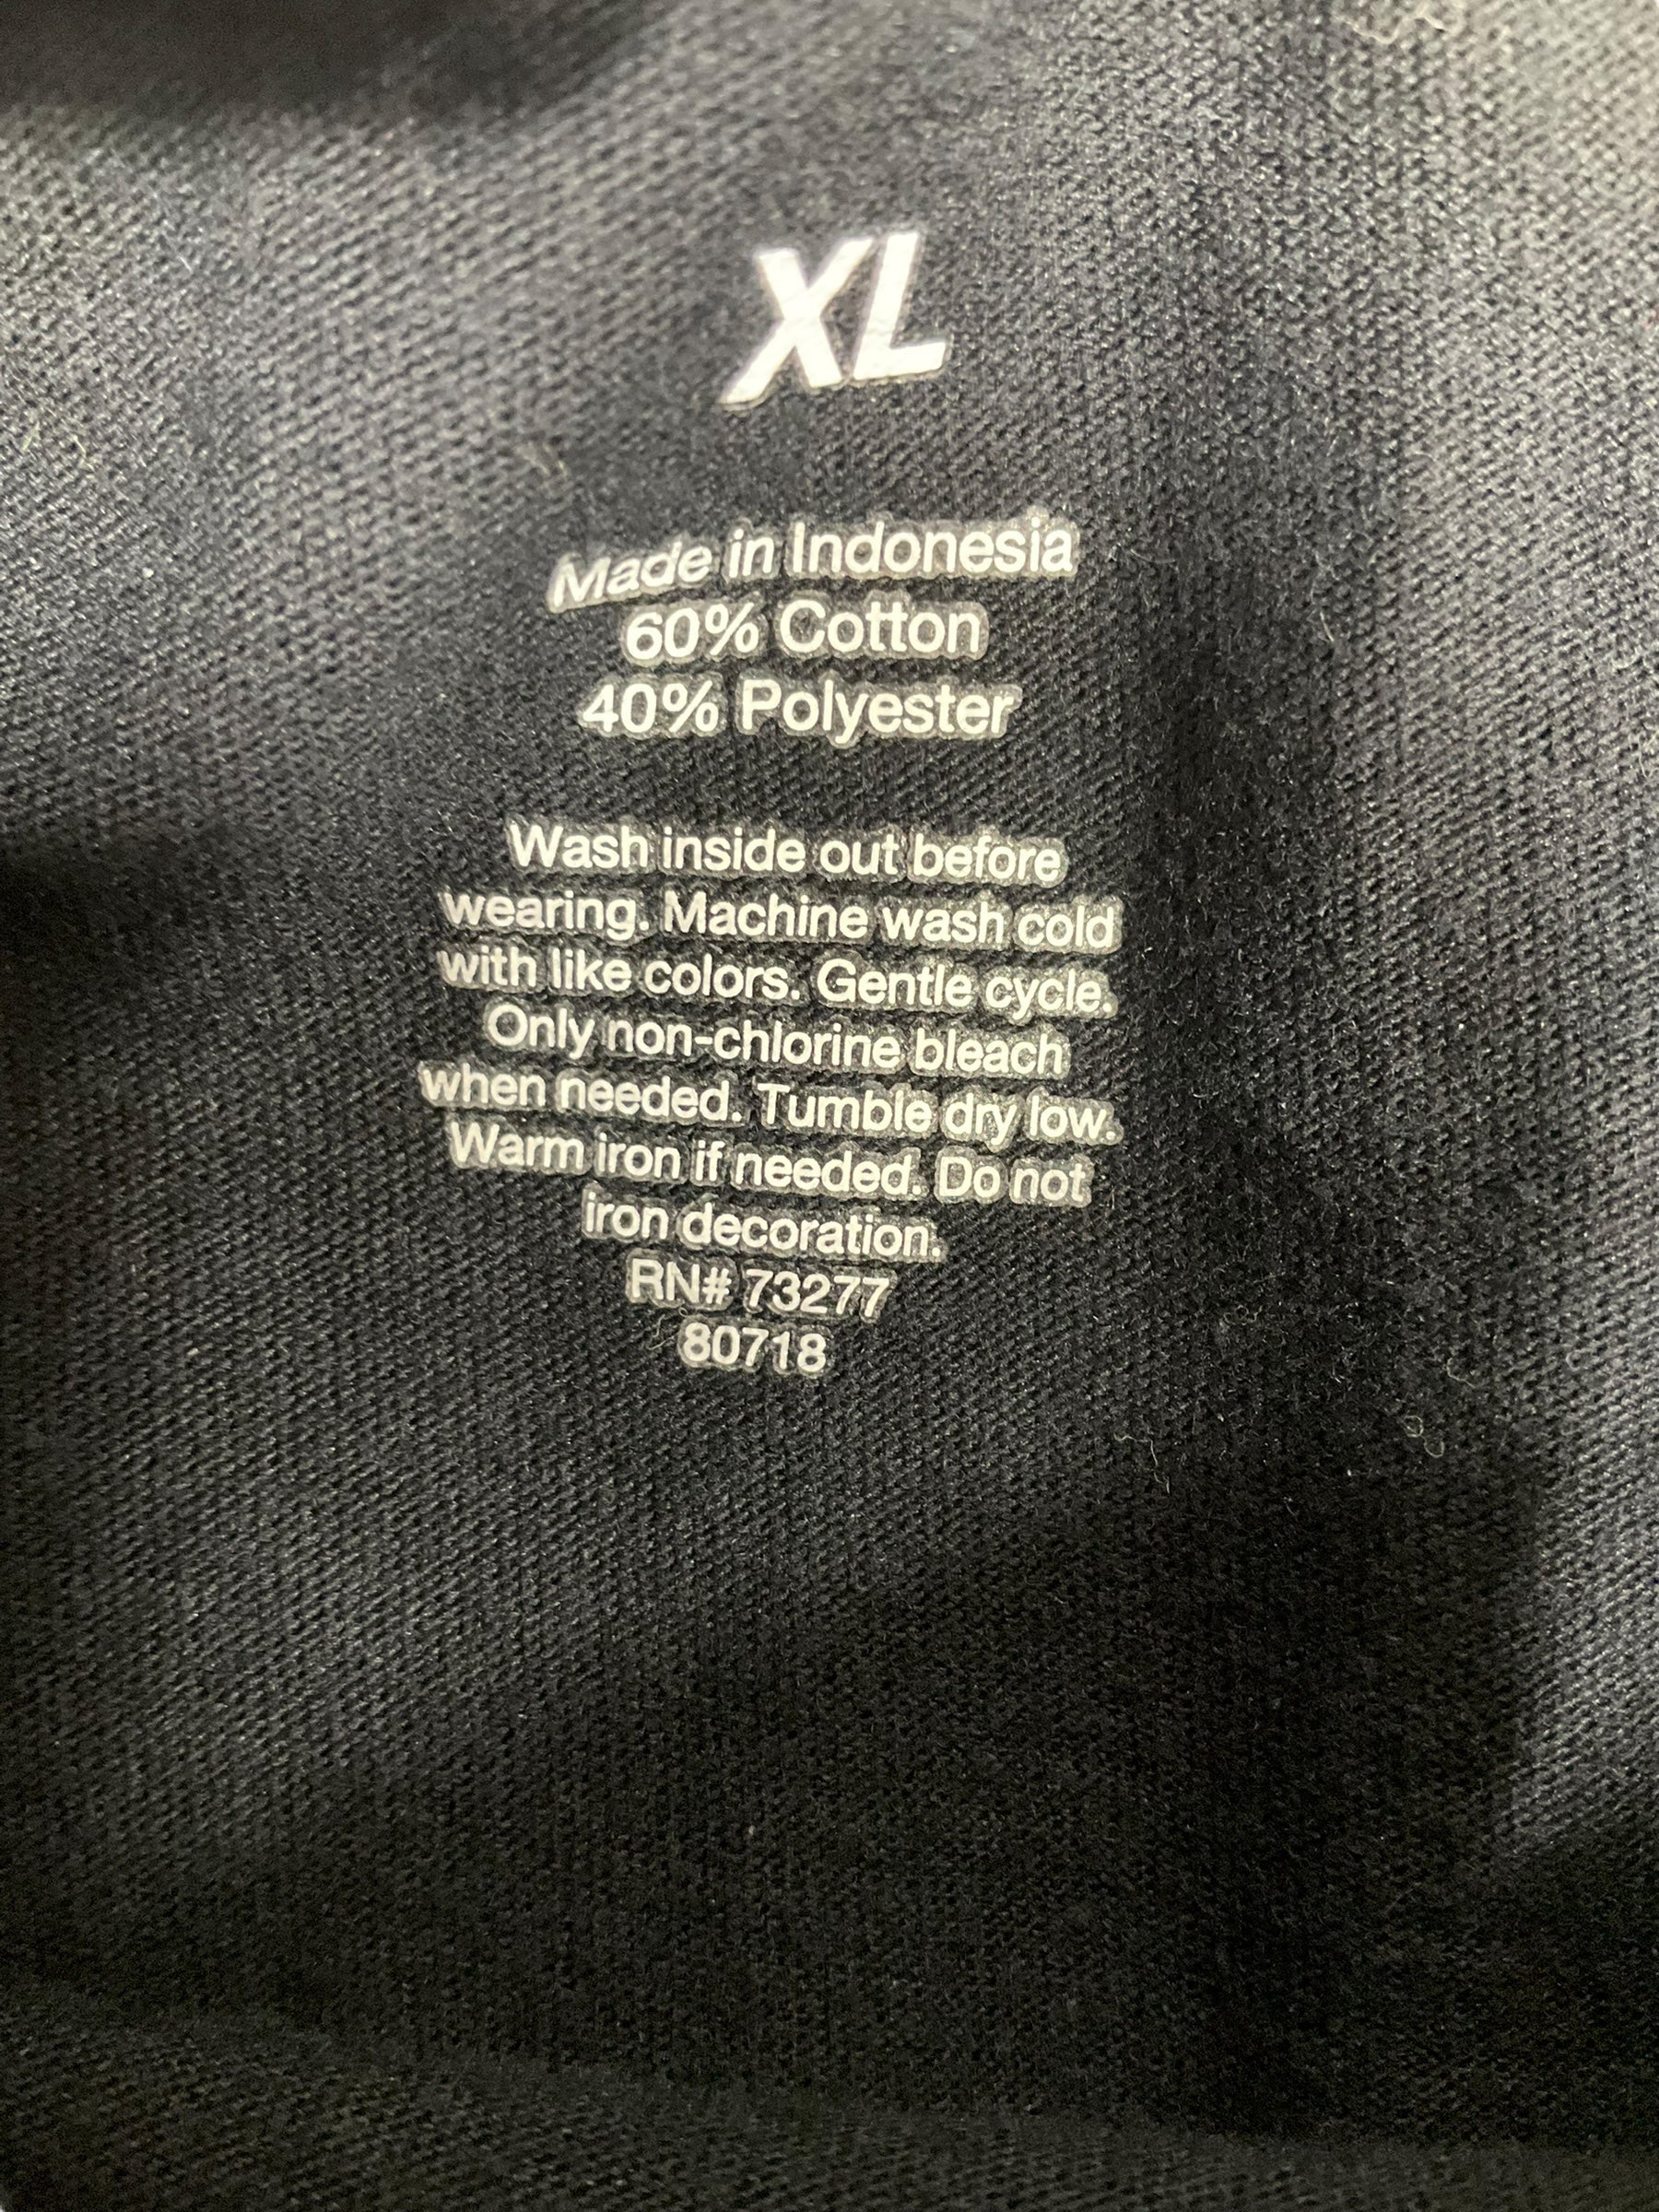 XL
Made in Indonesia
60% Cotton
40% Polyester
Wash inside out before
wearing. Machine wash cold
with like colors. Gentle cycle.
Only non-chlorine bleach
when needed. Tumble dry low.
Warm iron if needed. Do not
iron decoration.
RN# 73277
80718